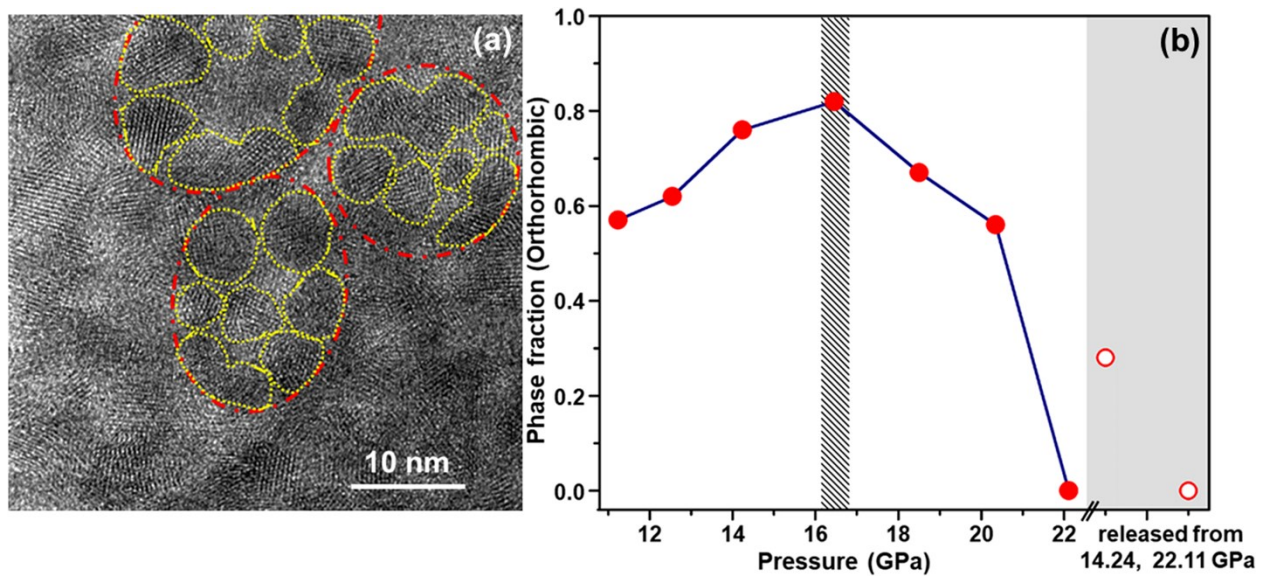 (a)
10 nm
(b)
Phase fraction (Orthorhombic)
1.0
0.8
0.6
0.4
0.2
0.0
12 14 16 18 20 22
Pressure (GPa)
released from
14.24, 22.11 GPa